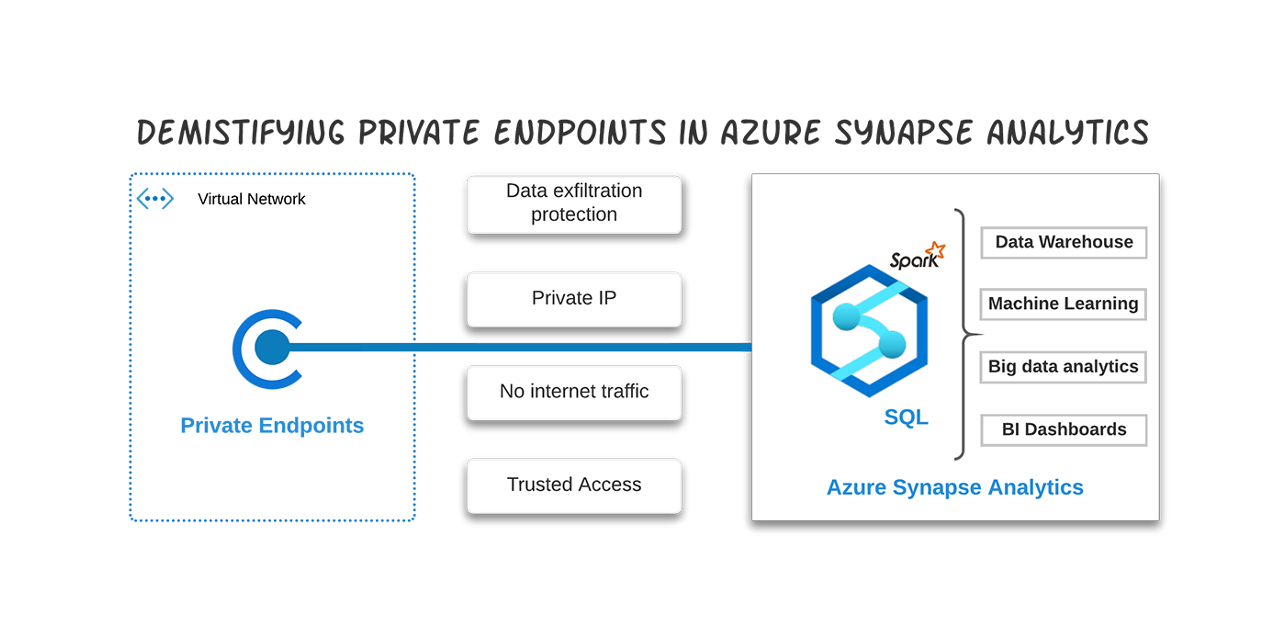 DEMISTIFYING PRIVATE ENDPOINTS IN AZURE SYNAPSE ANALYTICS
Virtual Network
Private Endpoints
Data exfiltration
protection
Private IP
No internet traffic
Trusted Access
Spark
SQL
Data Warehouse
Machine Learning
Big data analytics
BI Dashboards
Azure Synapse Analytics